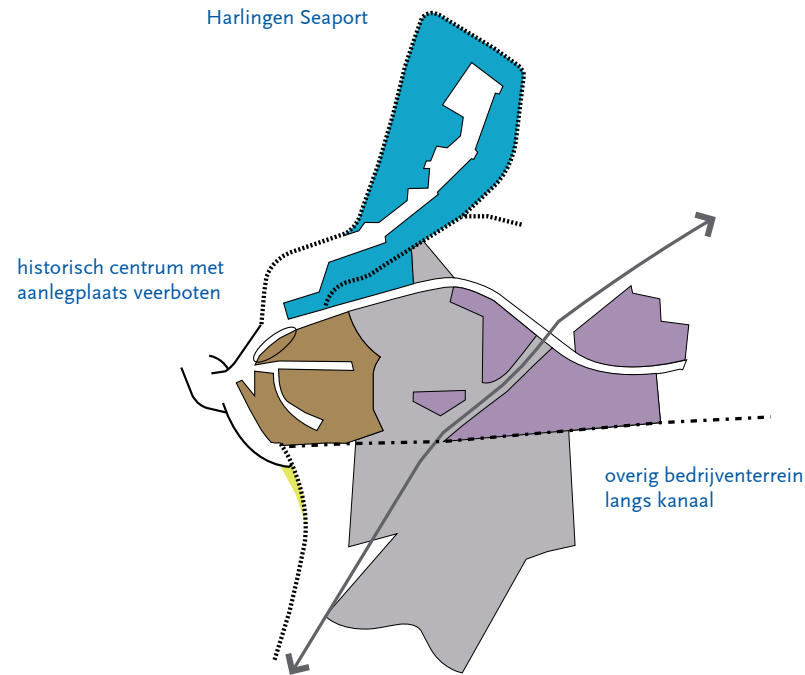 Harlingen Seaport
historisch centrum met
aanlegplaats veerboten
overig bedrijventerrein
langs kanaal